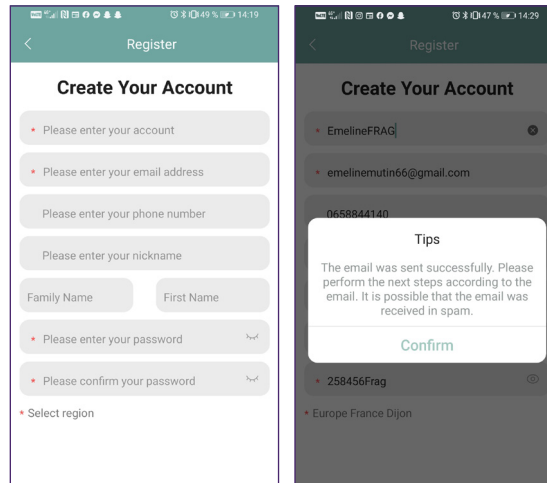 49 % 14:19
Register
Create Your Account
* Please enter your account
* Please enter your email address
Please enter your phone number
Please enter your nickname
Family Name
First Name
* Please enter your password
* Please confirm your password
* Select region
47 % 14:29
Register
Create Your Account
* EmelineFRAG
* emelinemutin66@gmail.com
0658844140
Tips
The email was sent successfully. Please
perform the next steps according to the
email. It is possible that the email was
received in spam.
Confirm
* 258456Frag
* Europe France Dijon